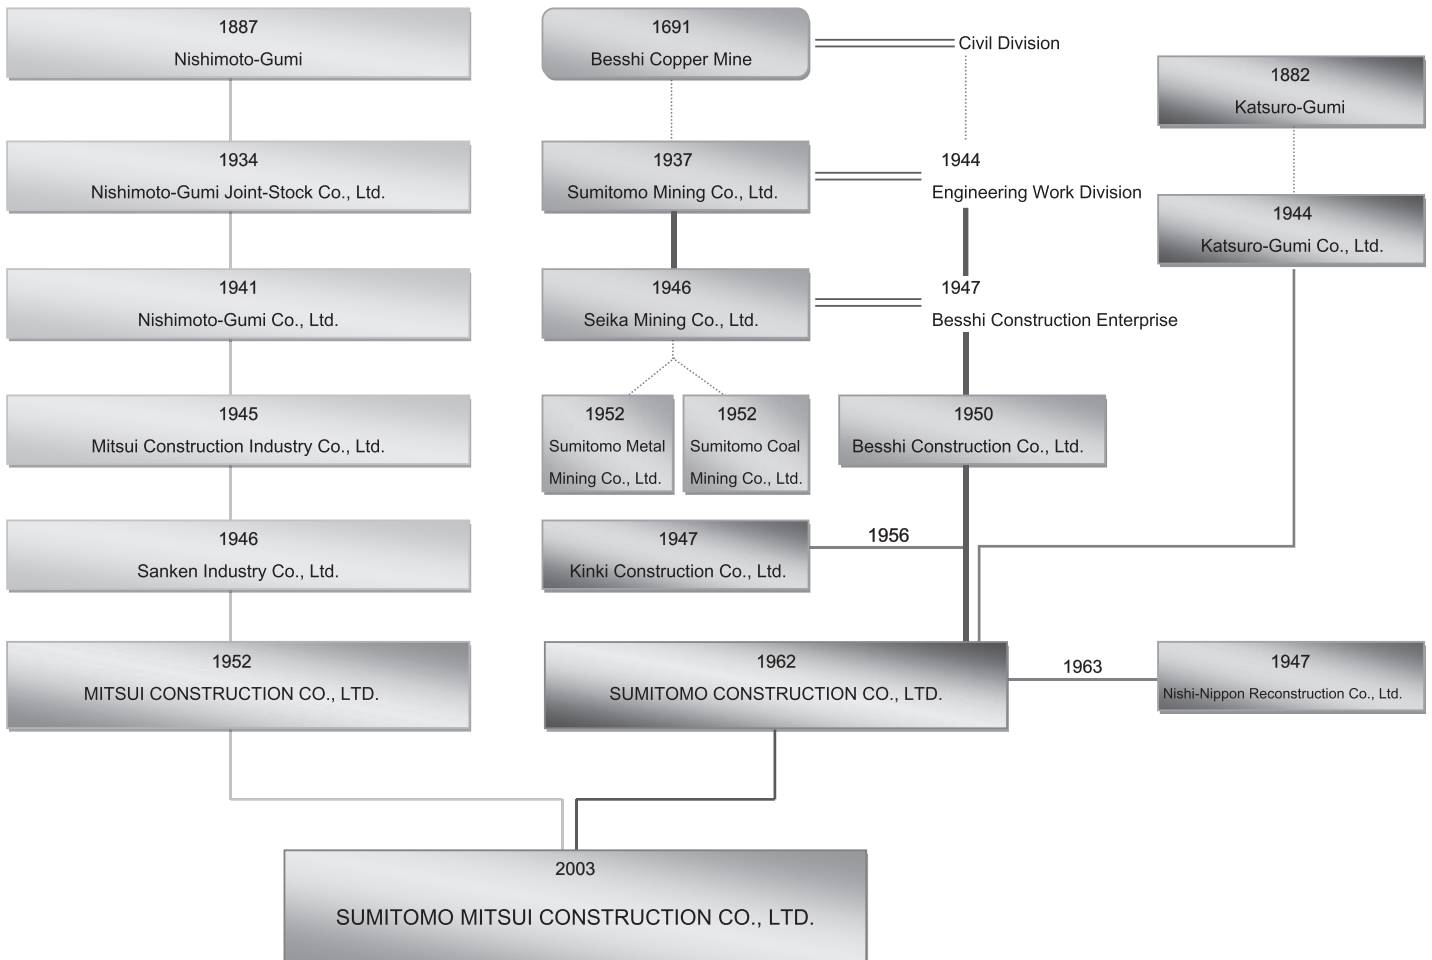 1887
Nishimoto-Gumi
1934
Nishimoto-Gumi Joint-Stock Co., Ltd.
1941
Nishimoto-Gumi Co., Ltd.
1945
Mitsui Construction Industry Co., Ltd.
1946
Sanken Industry Co., Ltd.
1952
MITSUI CONSTRUCTION CO., LTD.
1691
Besshi Copper Mine
Civil Division
1937
Sumitomo Mining Co., Ltd.
1944
Engineering Work Division
1946
Seika Mining Co., Ltd.
1947
Besshi Construction Enterprise
1952
Sumitomo Metal
Mining Co., Ltd.
1952
Sumitomo Coal
Mining Co., Ltd.
1950
Besshi Construction Co., Ltd.
1947
Kinki Construction Co., Ltd.
1956
1962
SUMITOMO CONSTRUCTION CO., LTD.
1882
Katsuro-Gumi
1944
Katsuro-Gumi Co., Ltd.
1963
1947
Nishi-Nippon Reconstruction Co., Ltd.
2003
SUMITOMO MITSUI CONSTRUCTION CO., LTD.